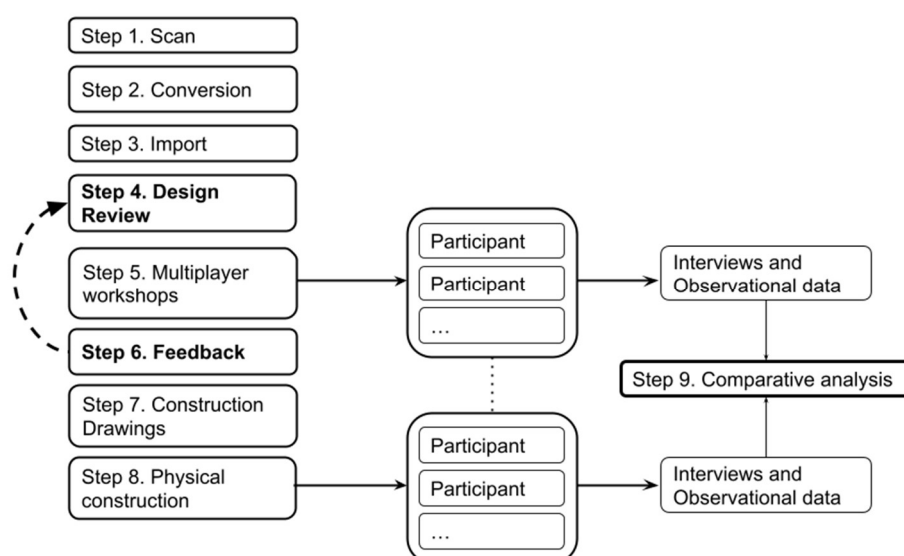 Step 1. Scan
Step 2. Conversion
Step 3. Import
Step 4. Design
Review
Step 5. Multiplayer
workshops
Step 6. Feedback
Step 7. Construction
Drawings
Step 8. Physical
construction
Participant
Participant
...
Participant
Participant
...
Interviews and
Observational data
Step 9. Comparative analysis
Interviews and
Observational data